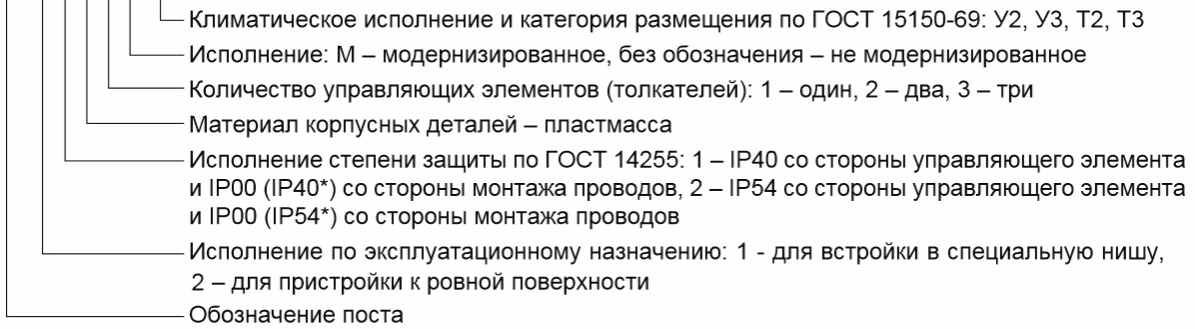 Климатическое исполнение и категория размещения по ГОСТ 15150-69: У2, У3, Т2, Т3
Исполнение: М – модернизированное, без обозначения – не модернизированное
Количество управляющих элементов (толкателей): 1 – один, 2 – два, 3 – три
Материал корпусных деталей – пластмасса
Исполнение степени защиты по ГОСТ 14255: 1 – IP40 со стороны управляющего элемента
и IP00 (IP40*) со стороны монтажа проводов, 2 – IP54 со стороны управляющего элемента
и IP00 (IP54*) со стороны монтажа проводов
Исполнение по эксплуатационному назначению: 1 - для встройки в специальную нишу,
2 – для пристройки к ровной поверхности
Обозначение поста